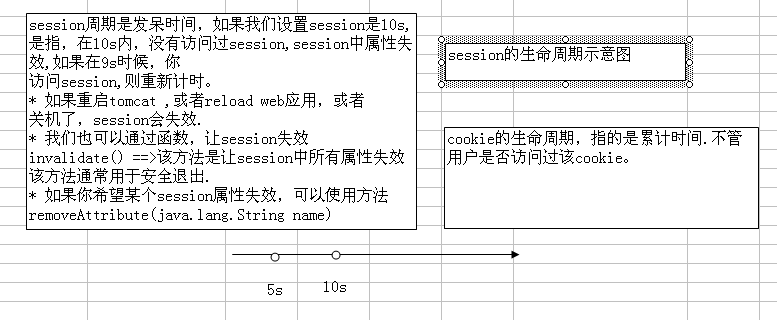 session周期是发呆时间，如果我们设置session是10s,
是指，在10s内，没有访问过session,session中属性失
效,如果在9s时候，你
访问session,则重新计时。
* 如果重启tomcat ,或者reload web应用，或者
关机了，session会失效.
* 我们也可以通过函数，让session失效
invalidate() ==>该方法是让session中所有属性失效
该方法通常用于安全退出.
* 如果你希望某个session属性失效，可以使用方法
removeAttribute(java.lang.String name)
session的生命周期示意图
cookie的生命周期，指的是累计时间.不管
用户是否访问过该cookie。
5s
10s